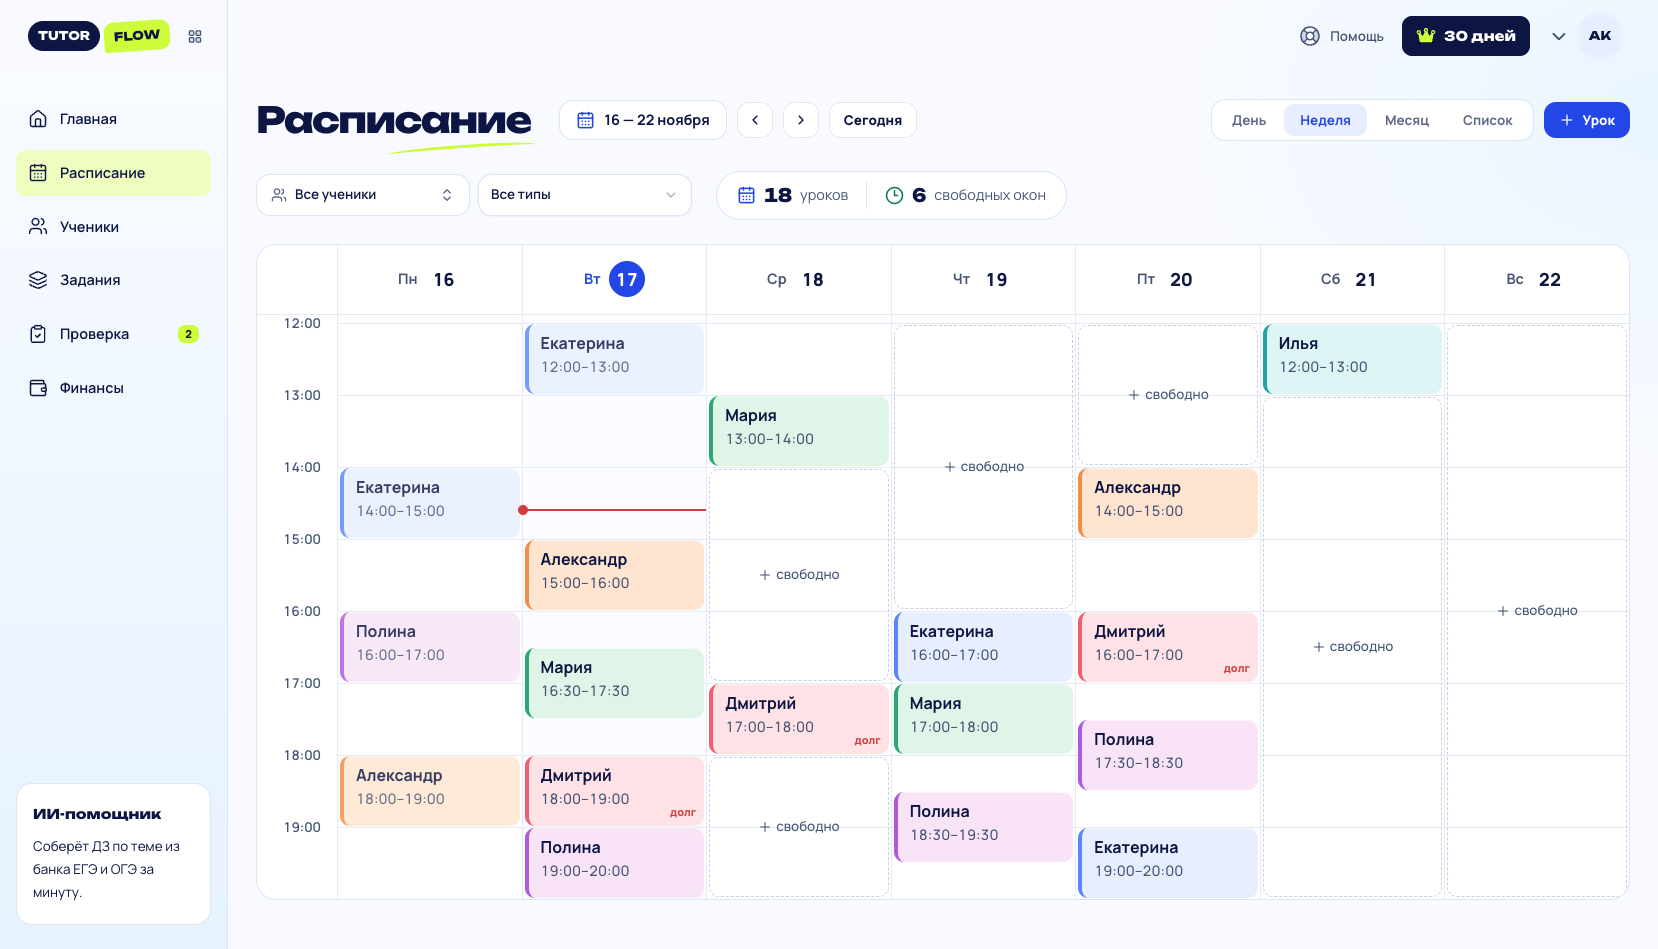 TUTOR FLOW
Помощь
30 дней
АК
Главная
Расписание
Ученики
Задания
Проверка 2
Финансы
ИИ-помощник
Соберёт ДЗ по теме из
банка ЕГЭ и ОГЭ за
минуту.
Расписание
16 – 22 ноября
Сегодня
День Неделя Месяц Список
+ Урок
Все ученики
Все типы
18 уроков
6 свободных окон
Пн 16
Вт 17
Ср 18
Чт 19
Пт 20
Сб 21
Вс 22
12:00
13:00
14:00
15:00
16:00
17:00
18:00
19:00
Екатерина
14:00–15:00
Полина
16:00–17:00
Александр
18:00–19:00
Екатерина
12:00–13:00
Александр
15:00–16:00
Мария
16:30–17:30
Дмитрий
18:00–19:00
долг
Полина
19:00–20:00
Мария
13:00–14:00
+ свободно
Дмитрий
17:00–18:00
долг
+ свободно
+ свободно
Екатерина
16:00–17:00
Мария
17:00–18:00
Полина
18:30–19:30
+ свободно
Александр
14:00–15:00
Дмитрий
16:00–17:00
долг
Полина
17:30–18:30
Екатерина
19:00–20:00
Илья
12:00–13:00
+ свободно
+ свободно